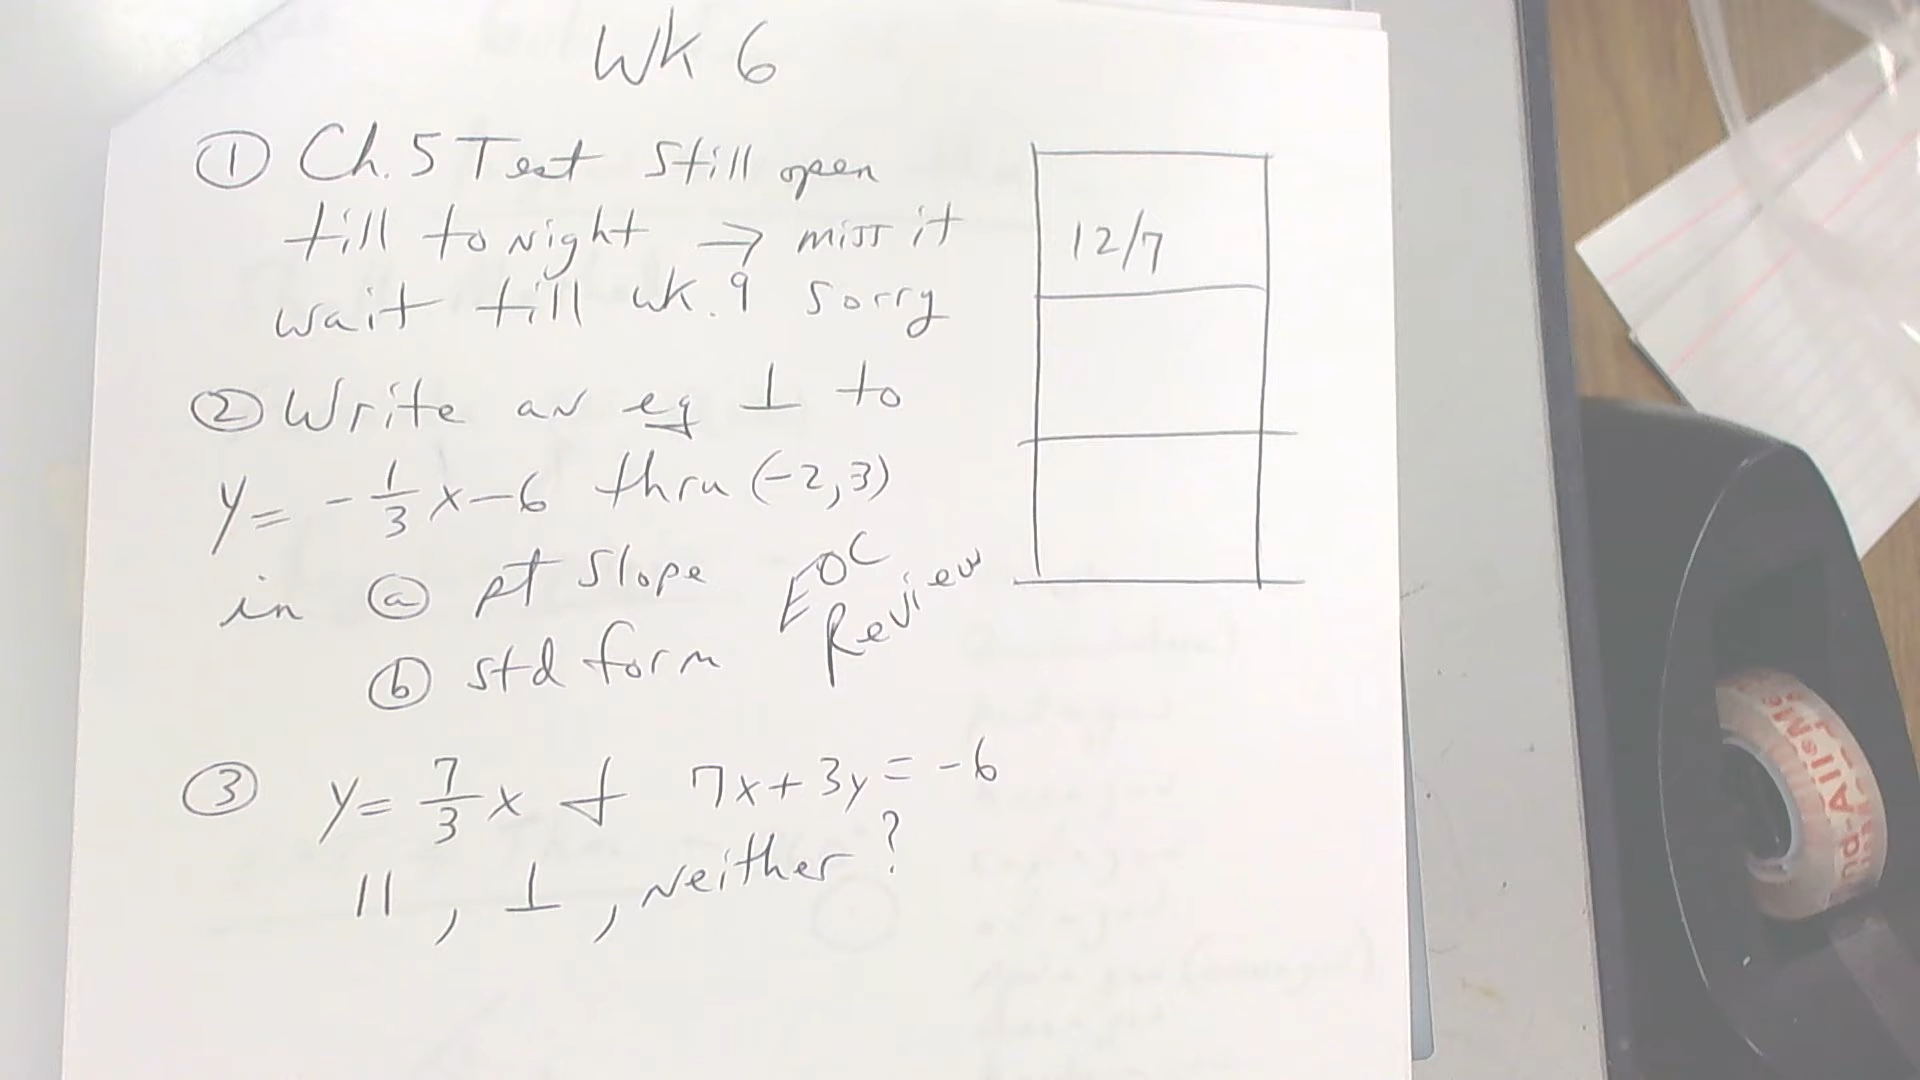 Wk 6
① Ch. 5 Test still open
till tonight → miss it
wait till wk. 9 sorry
② Write an eq ⊥ to
y = -1/3 x - 6 thru (-2,3)
in ⓐ pt slope
ⓑ std form
EOC
Review
③ y = 7/3 x + 7x + 3y = -6
||, ⊥, Neither?
12/7